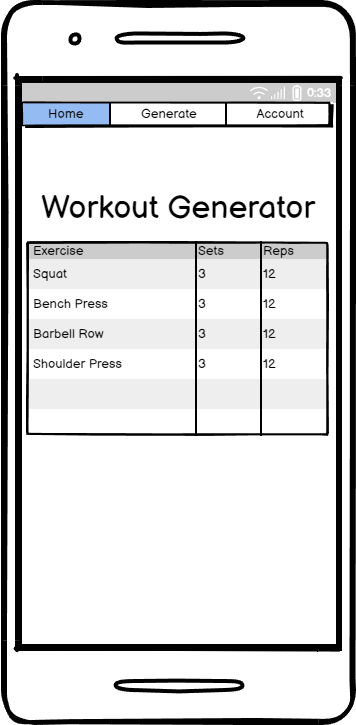 0:33
Home Generate Account
Workout Generator
Exercise Sets Reps
Squat 3 12
Bench Press 3 12
Barbell Row 3 12
Shoulder Press 3 12